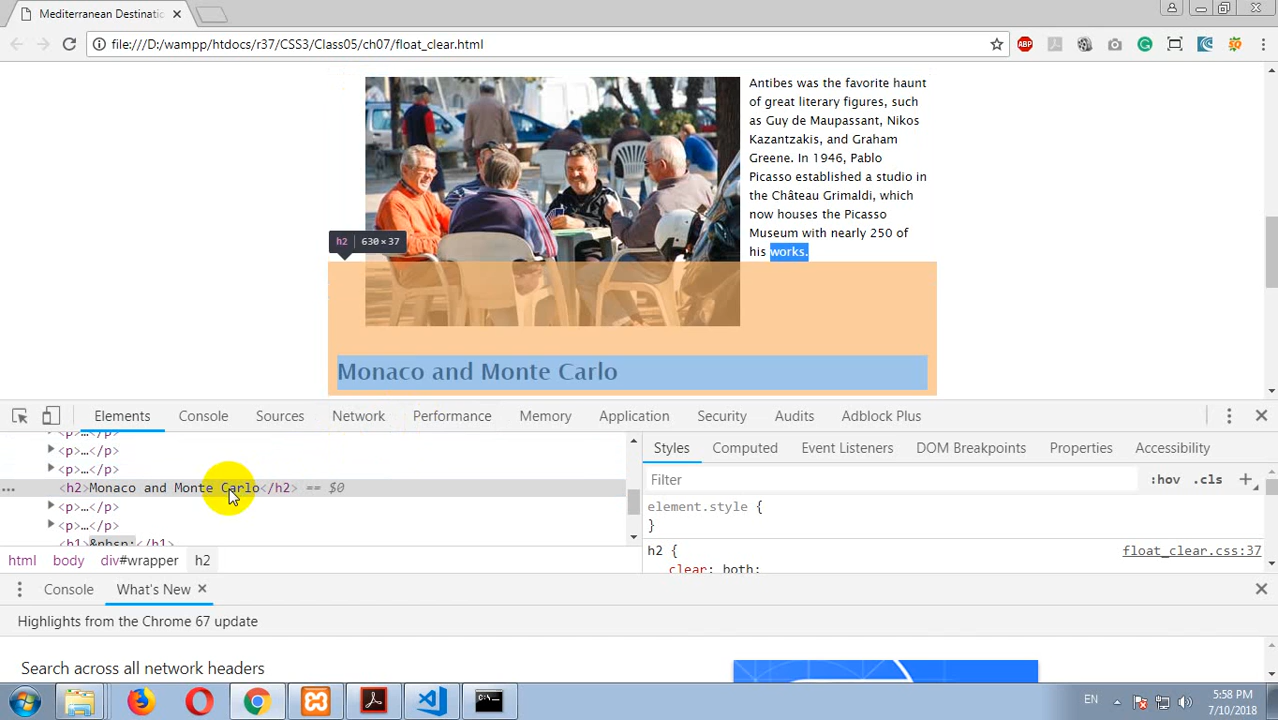 Mediterranean Destinatio
file:///D:/wampp/htdocs/r37/CSS3/Class05/ch07/float_clear.html
ABP
Antibes was the favorite haunt
of great literary figures, such
as Guy de Maupassant, Nikos
Kazantzakis, and Graham
Greene. In 1946, Pablo
Picasso established a studio in
the Château Grimaldi, which
now houses the Picasso
Museum with nearly 250 of
his works.
h2 630×37
Monaco and Monte Carlo
Elements Console Sources Network Performance Memory Application Security Audits Adblock Plus
<p>…</p>
<p>…</p>
<p>…</p>
... <h2>Monaco and Monte Carlo</h2> == $0
<p>…</p>
<p>…</p>
<h1>&nbsp;</h1>
html body div#wrapper h2
Styles Computed Event Listeners DOM Breakpoints Properties Accessibility
Filter :hov .cls +
element.style {
}
h2 { float_clear.css:37
clear: both;
Console What's New
Highlights from the Chrome 67 update
Search across all network headers
EN
5:58 PM
7/10/2018